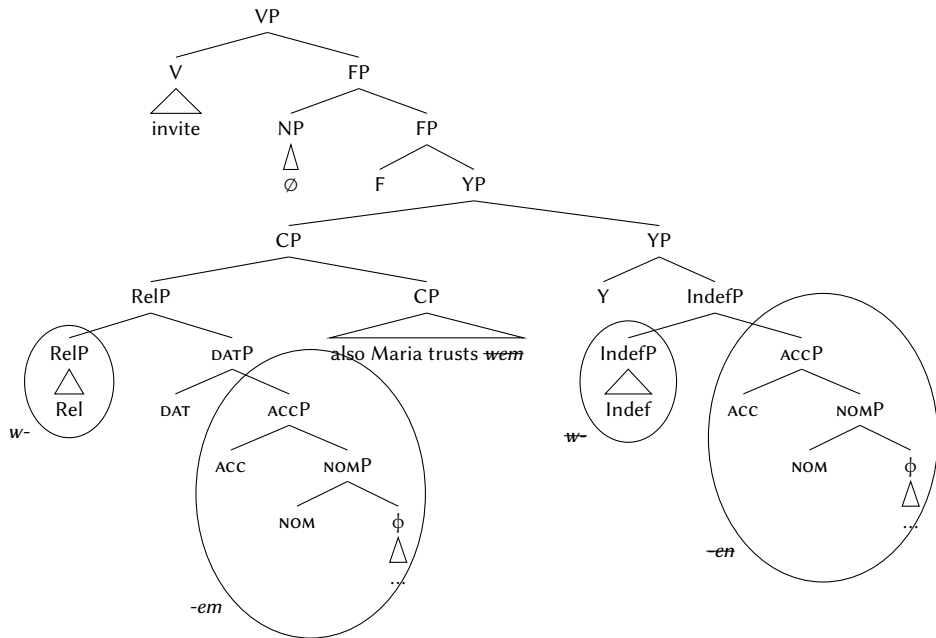 VP
V FP
invite NP FP
∅ F YP
CP YP
RelP CP Y IndefP
RelP DATP also Maria trusts wem IndefP ACCP
Rel DAT ACCP Indef ACC NOMP
w- w-
ACC NOMP NOM ϕ
NOM ϕ ...
... -en
-em